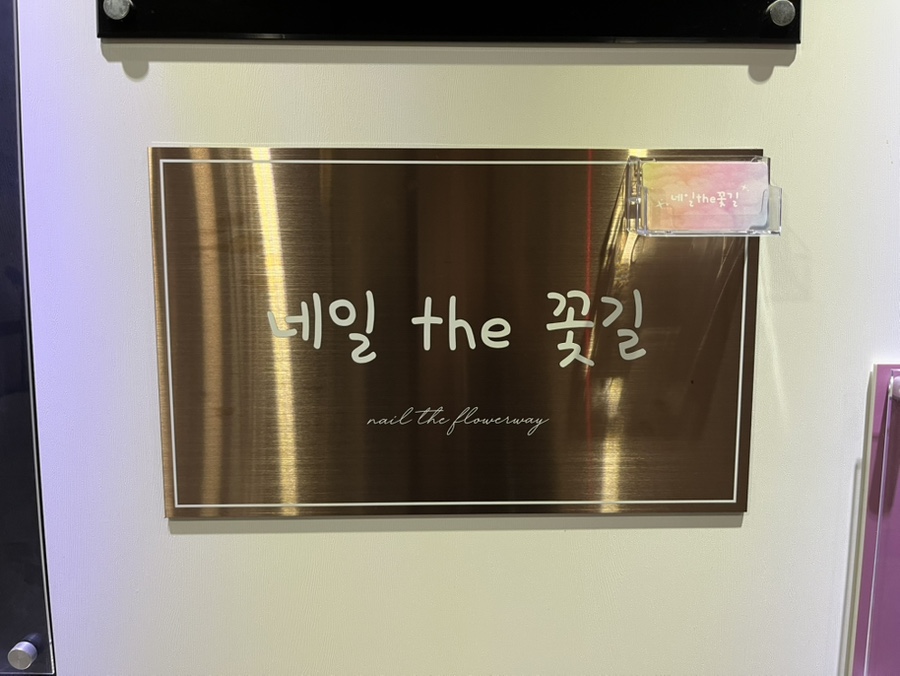 네일the꽃길
네일 the 꽃길
nail the flowerway